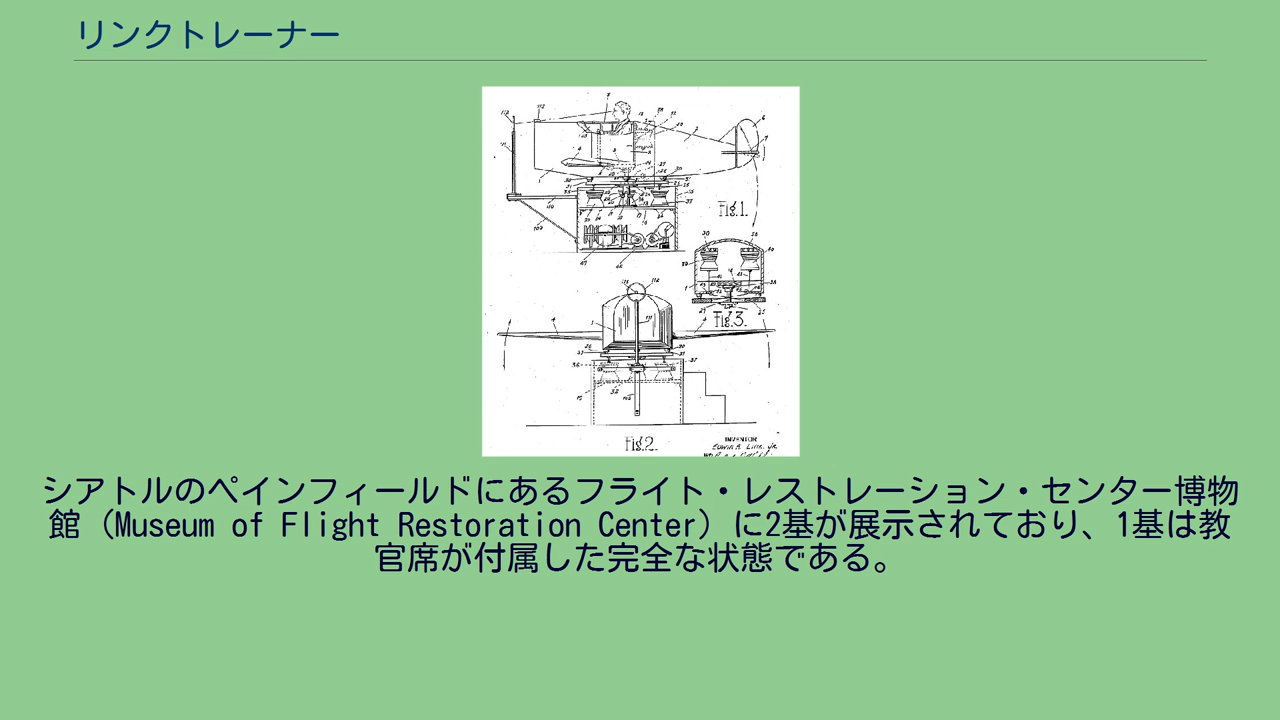 リンクトレーナー
Fig.1.
Fig.3.
Fig.2.
INVENTOR
EDWIN A. LINK, JR.
シアトルのペインフィールドにあるフライト・レストレーション・センター博物
館（Museum of Flight Restoration Center）に2基が展示されており、1基は教
官席が付属した完全な状態である。